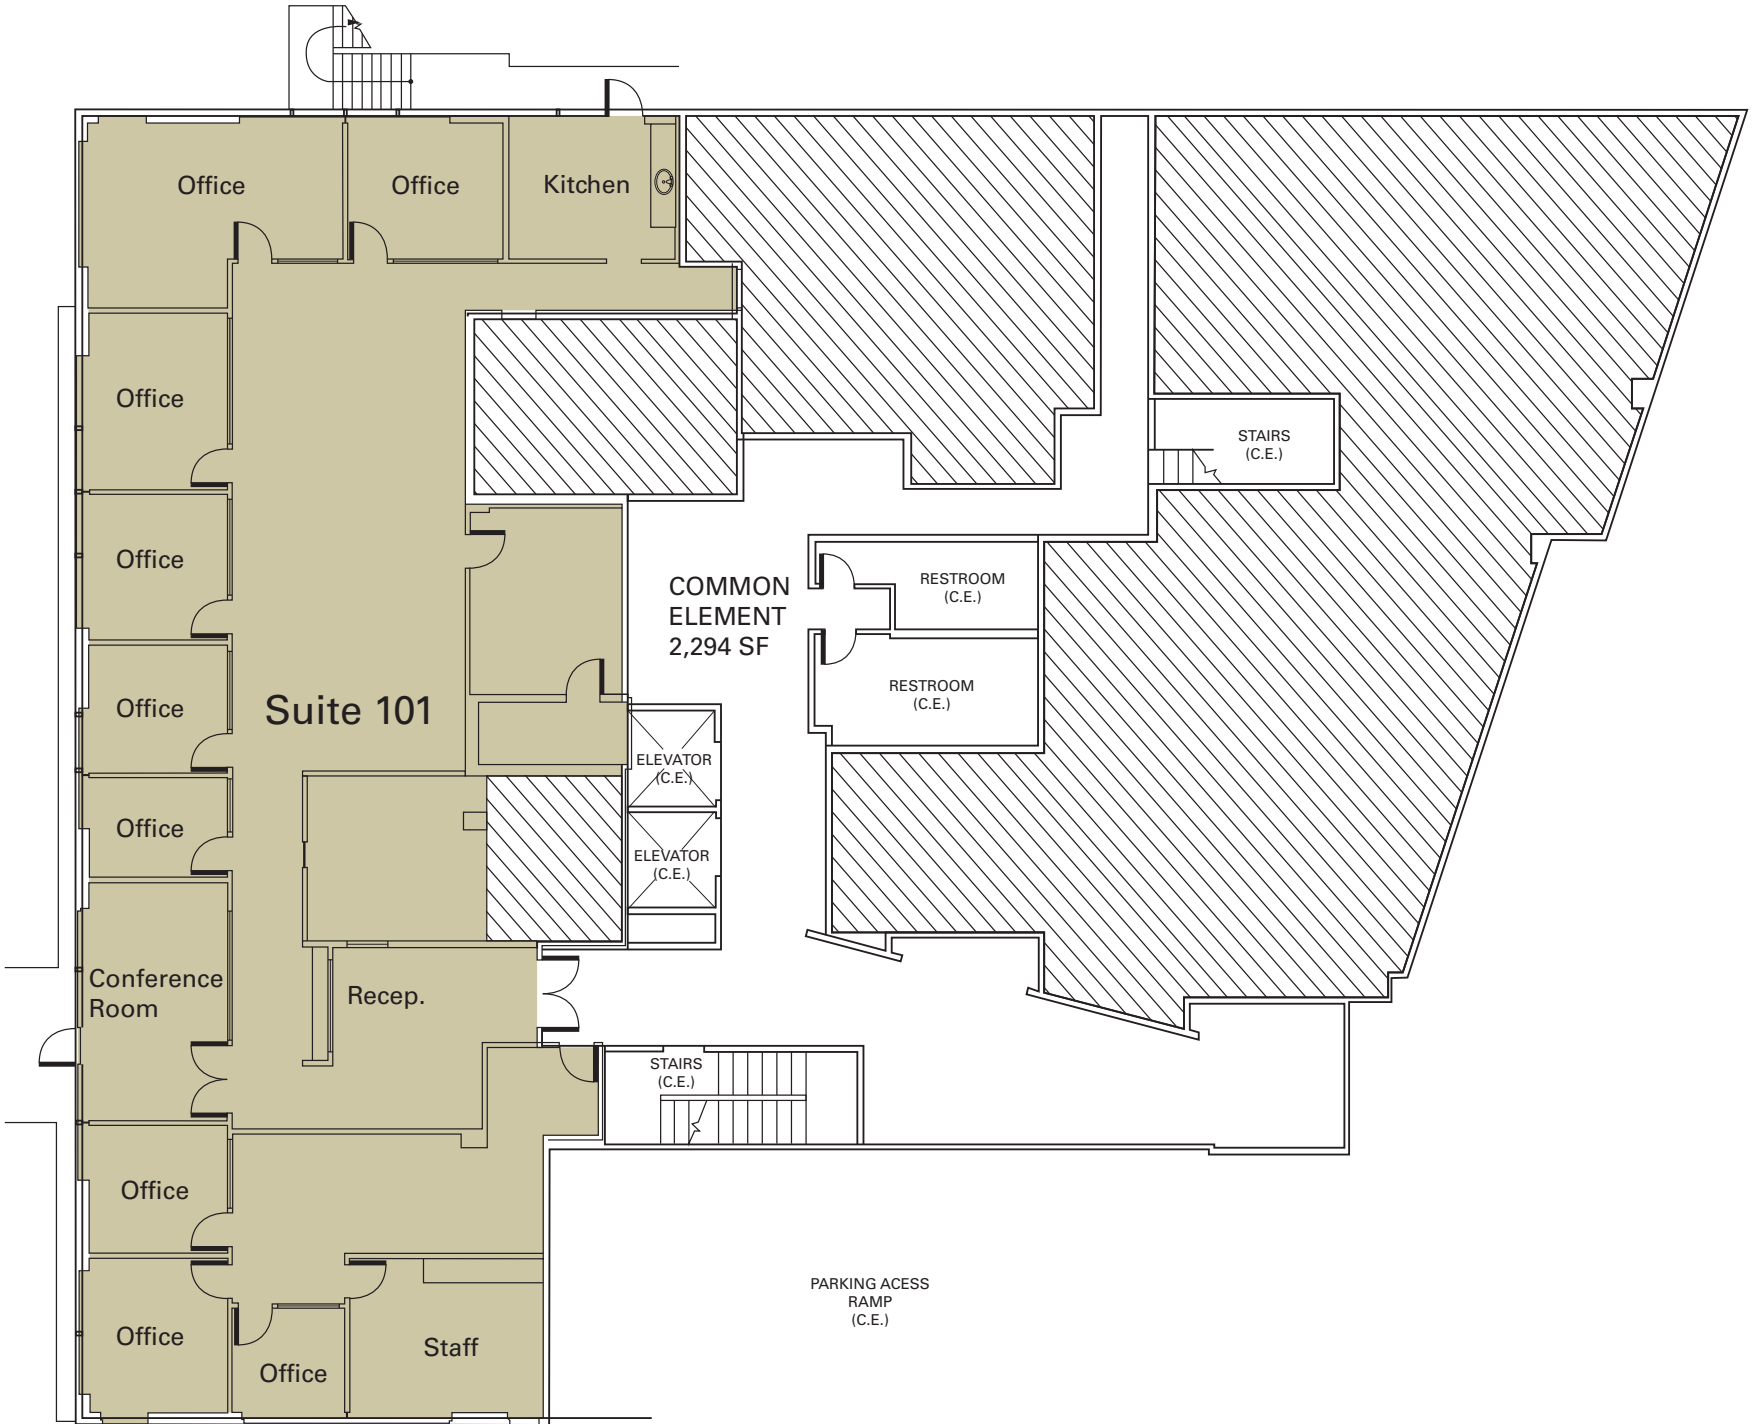 Office
Office
Kitchen
Office
STAIRS
(C.E.)
Office
COMMON
ELEMENT
2,294 SF
RESTROOM
(C.E.)
RESTROOM
(C.E.)
Office
Suite 101
ELEVATOR
(C.E.)
Office
ELEVATOR
(C.E.)
Conference
Room
Recep.
STAIRS
(C.E.)
Office
PARKING ACESS
RAMP
(C.E.)
Office
Staff
Office